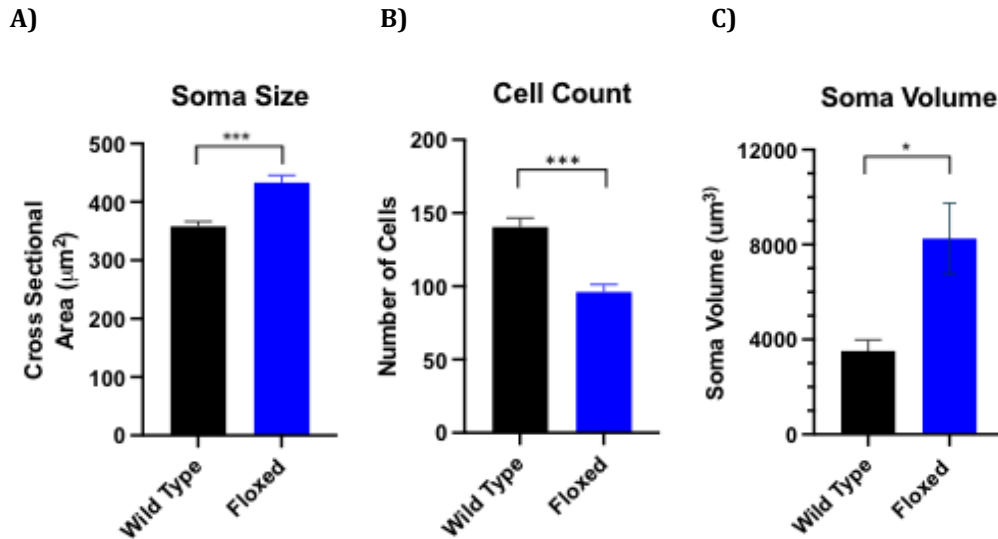 A)
B)
C)
Soma Size
Cross Sectional
Area (μm²)
500
400
300
200
100
0
***
Wild Type
Floxed
Cell Count
Number of Cells
200
150
100
50
0
***
Wild Type
Floxed
Soma Volume
Soma Volume (um³)
12000
8000
4000
0
*
Wild Type
Floxed